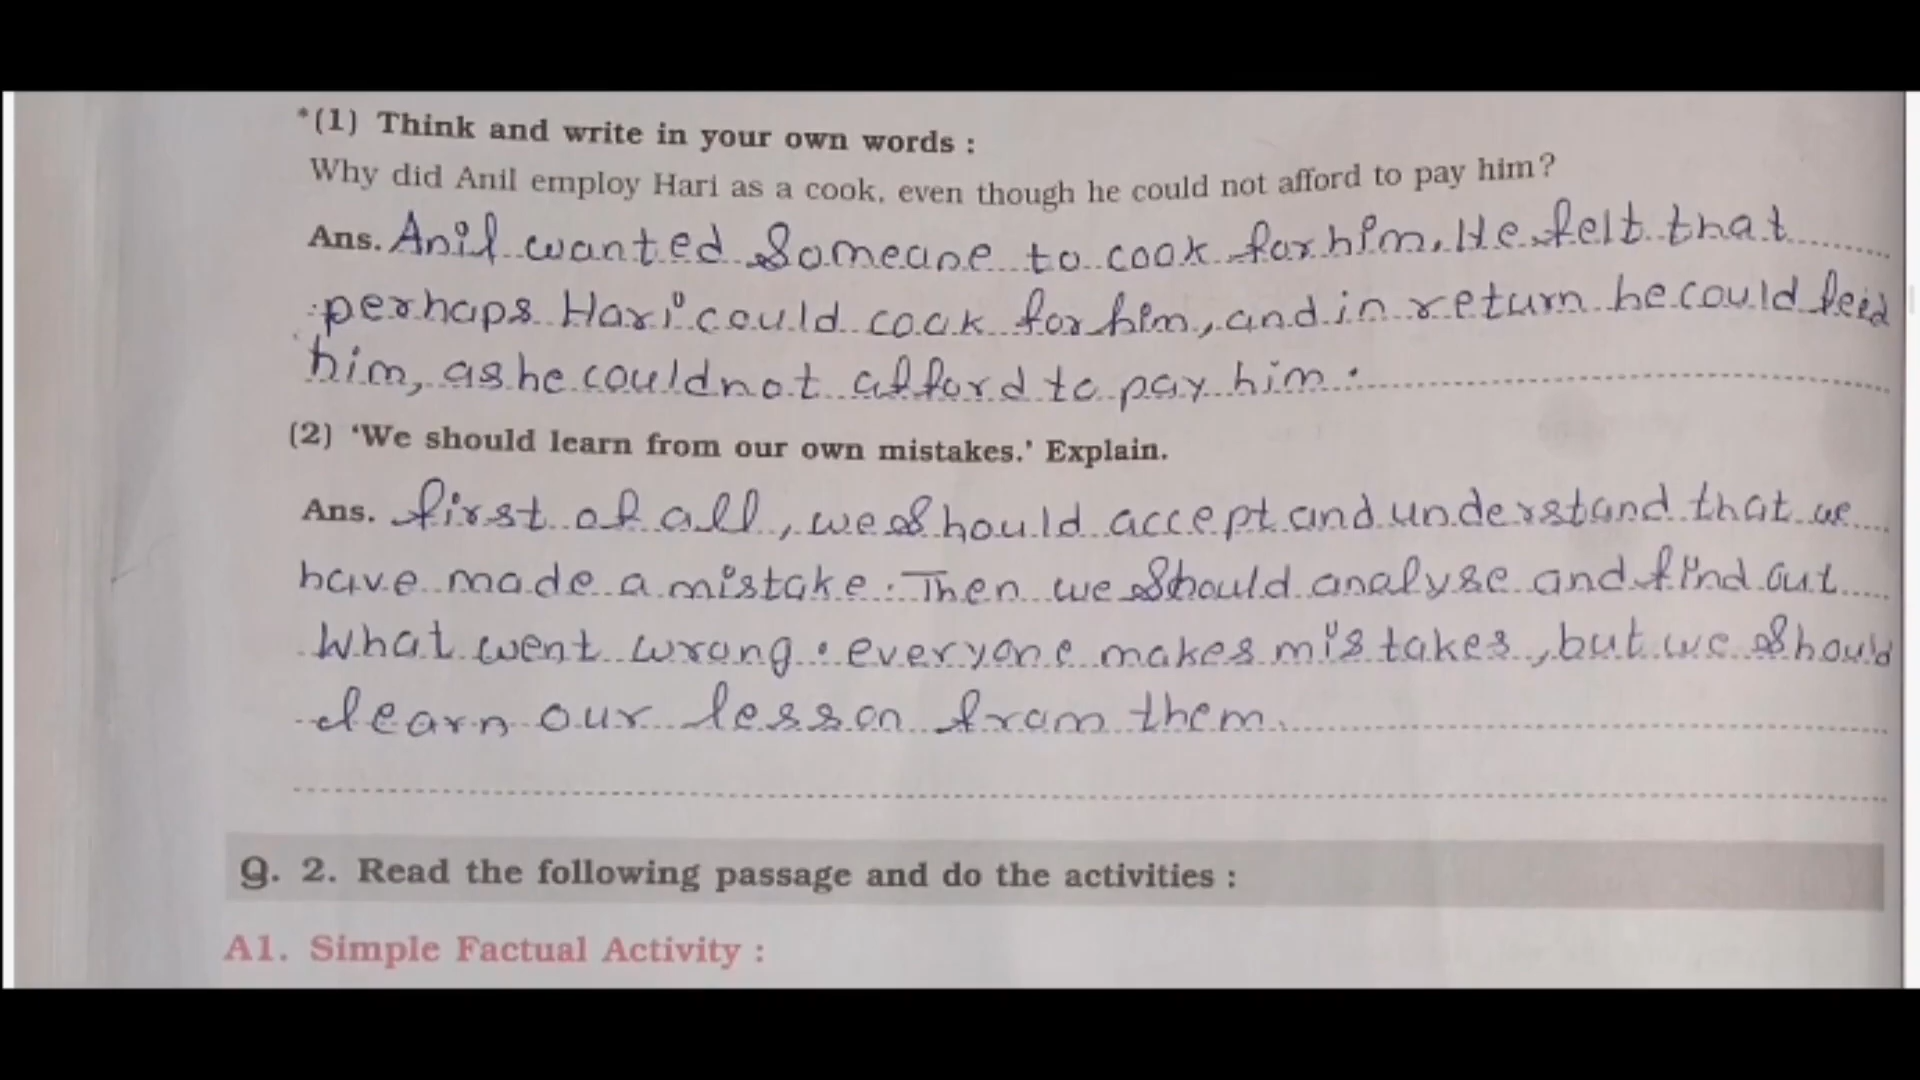 *(1) Think and write in your own words :
Why did Anil employ Hari as a cook, even though he could not afford to pay him?
Ans. Anil wanted Someone to cook for him. He felt that
perhaps Hari could cook for him, and in return he could feed
him, as he could not afford to pay him.
(2) ‘We should learn from our own mistakes.’ Explain.
Ans. first of all, we should accept and understand that we
have made a mistake. Then we should analyse and find out
What went wrong. everyone makes mistakes, but we should
learn our lesson from them.
Q. 2. Read the following passage and do the activities :
A1. Simple Factual Activity :